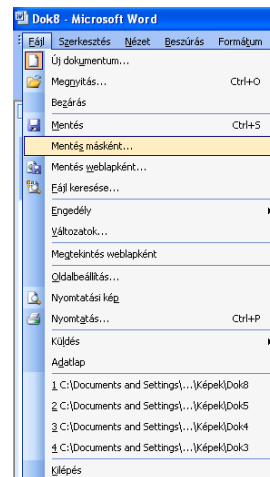 Dok8 - Microsoft Word
Fájl Szerkesztés Nézet Beszúrás Formátum
Új dokumentum...
Megnyitás... Ctrl+O
Bezárás
Mentés Ctrl+S
Mentés másként...
Mentés weblapként...
Fájl keresése...
Engedély
Változatok...
Megtekintés weblapként
Oldalbeállítás...
Nyomtatási kép
Nyomtatás... Ctrl+P
Küldés
Adatlap
1 C:\Documents and Settings\...\Képek\Dok8
2 C:\Documents and Settings\...\Képek\Dok5
3 C:\Documents and Settings\...\Képek\Dok4
4 C:\Documents and Settings\...\Képek\Dok3
Kilépés